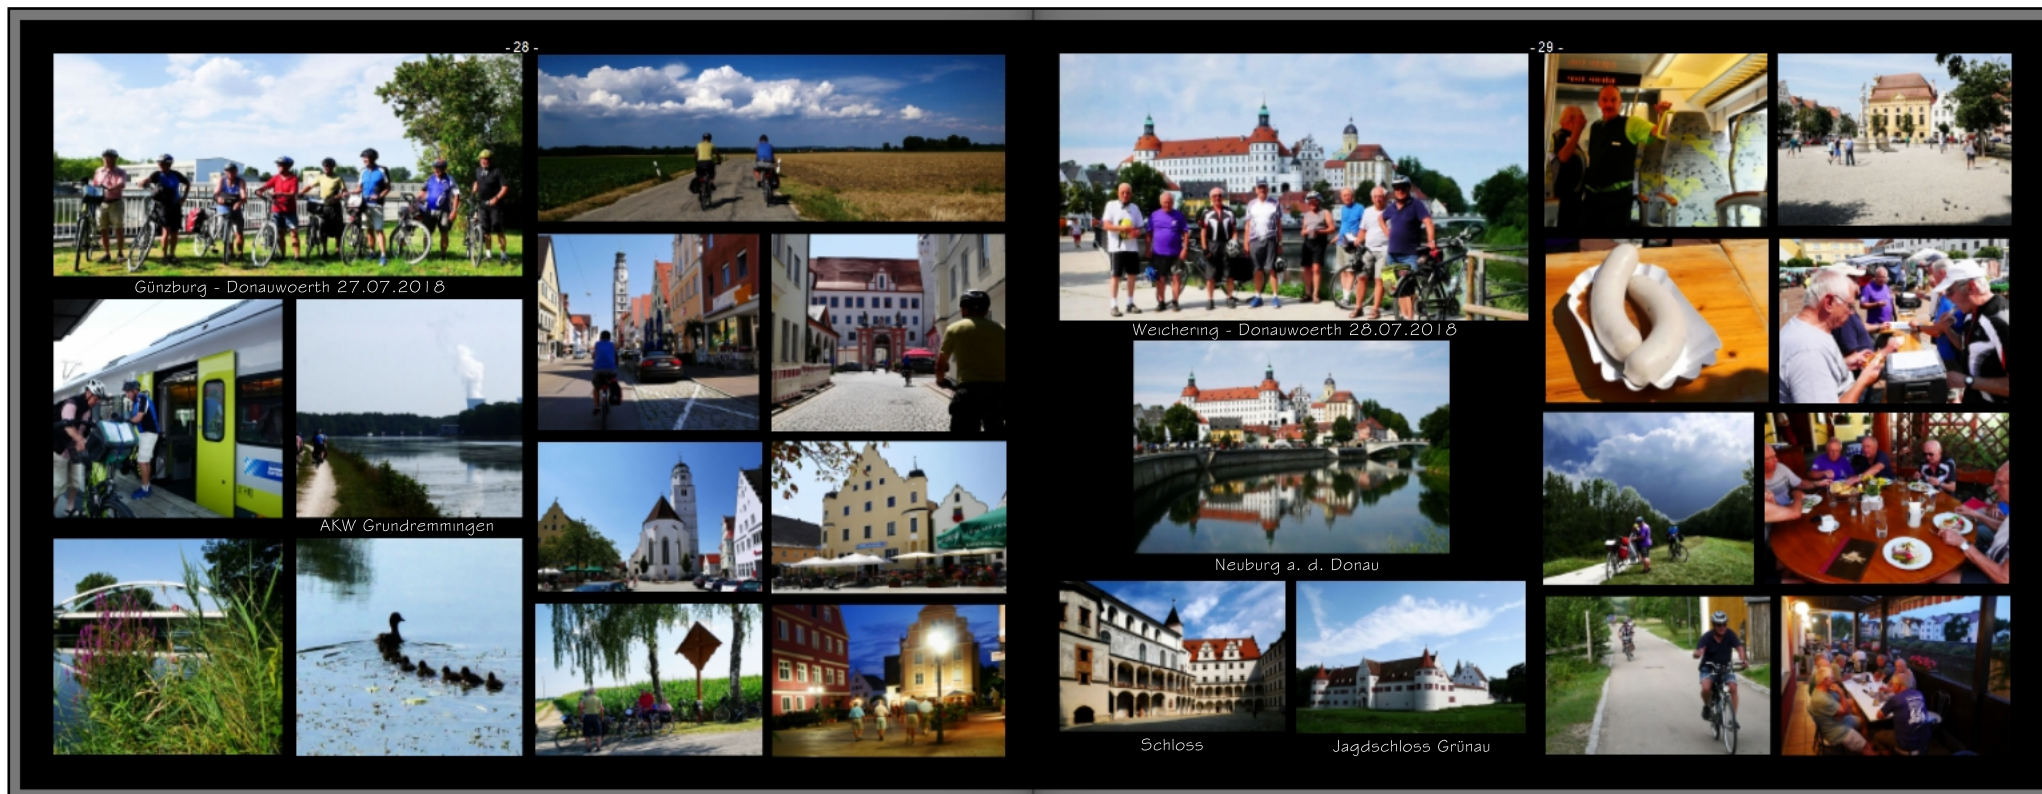 - 28 -
Günzburg - Donauwoerth 27.07.2018
AKW Grundremmingen
- 29 -
Weichering - Donauwoerth 28.07.2018
Neuburg a. d. Donau
Schloss
Jagdschloss Grünau